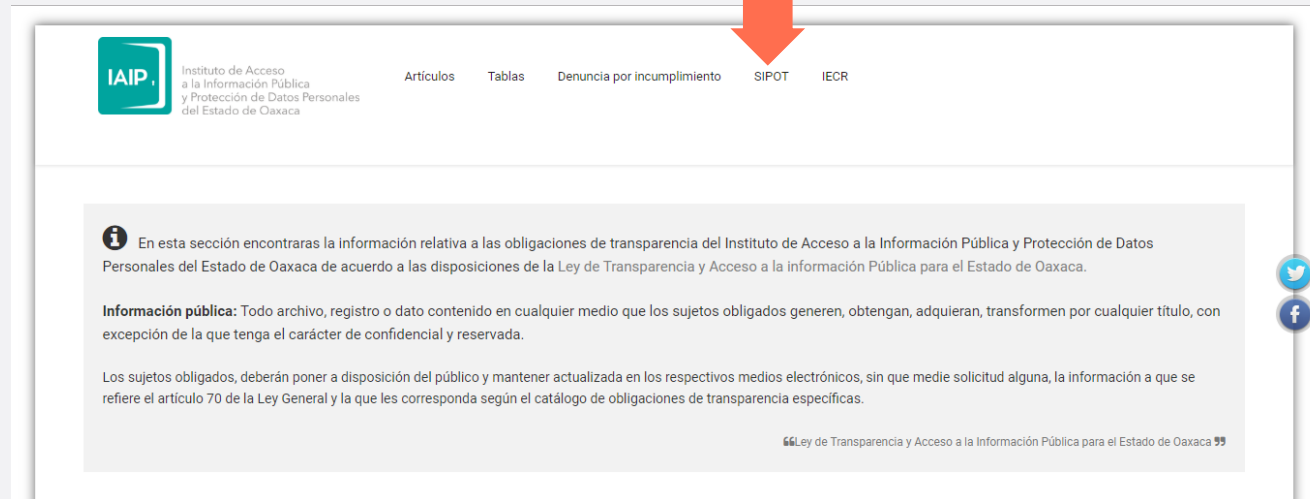 IAIP
Instituto de Acceso
a la Información Pública
y Protección de Datos Personales
del Estado de Oaxaca
Artículos Tablas Denuncia por incumplimiento SIPOT IECR
En esta sección encontraras la información relativa a las obligaciones de transparencia del Instituto de Acceso a la Información Pública y Protección de Datos
Personales del Estado de Oaxaca de acuerdo a las disposiciones de la Ley de Transparencia y Acceso a la información Pública para el Estado de Oaxaca.
Información pública: Todo archivo, registro o dato contenido en cualquier medio que los sujetos obligados generen, obtengan, adquieran, transformen por cualquier título, con
excepción de la que tenga el carácter de confidencial y reservada.
Los sujetos obligados, deberán poner a disposición del público y mantener actualizada en los respectivos medios electrónicos, sin que medie solicitud alguna, la información a que se
refiere el artículo 70 de la Ley General y la que les corresponda según el catálogo de obligaciones de transparencia específicas.
❝Ley de Transparencia y Acceso a la Información Pública para el Estado de Oaxaca ❞